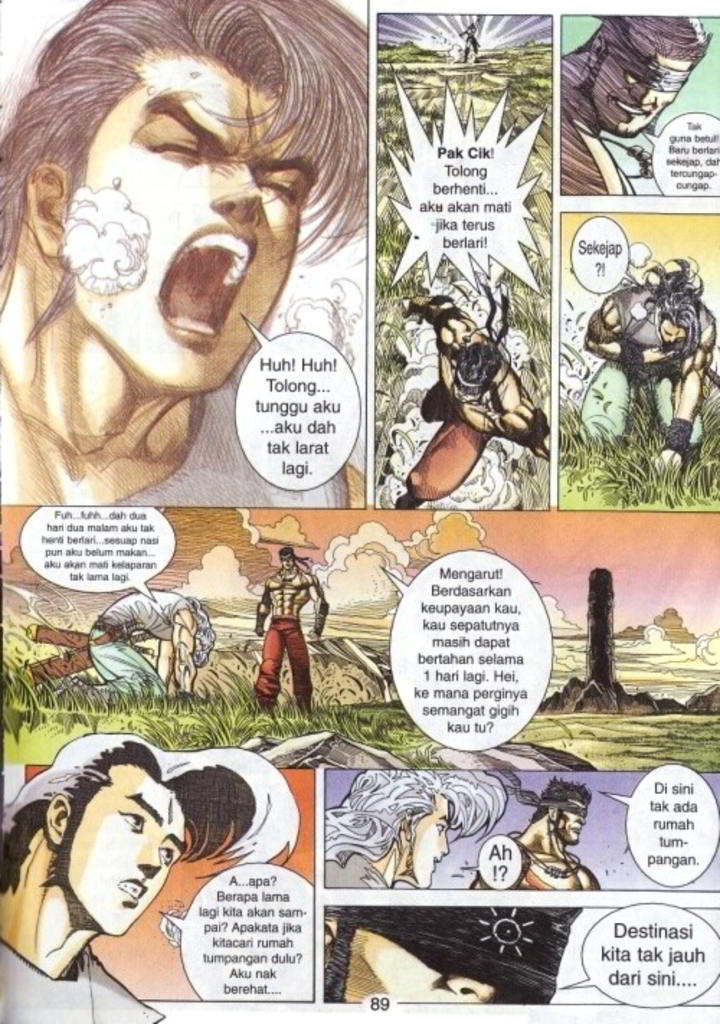 Huh! Huh!
Tolong...
tunggu aku
...aku dah
tak larat
lagi.
Pak Cik!
Tolong
berhenti...
aku akan mati
jika terus
berlari!
Tak
guna betul!
Baru berlari
sekejap, dah
tercungap-
cungap.
Sekejap
?!
Fuh...fuhh...dah dua
hari dua malam aku tak
henti berlari...sesuap nasi
pun aku belum makan...
aku akan mati kelaparan
tak lama lagi.
Mengarut!
Berdasarkan
keupayaan kau,
kau sepatutnya
masih dapat
bertahan selama
1 hari lagi. Hei,
ke mana perginya
semangat gigih
kau tu?
A...apa?
Berapa lama
lagi kita akan sam-
pai? Apakata jika
kitacari rumah
tumpangan dulu?
Aku nak
berehat....
Di sini
tak ada
rumah
tum-
pangan.
Ah
!?
Destinasi
kita tak jauh
dari sini....
89